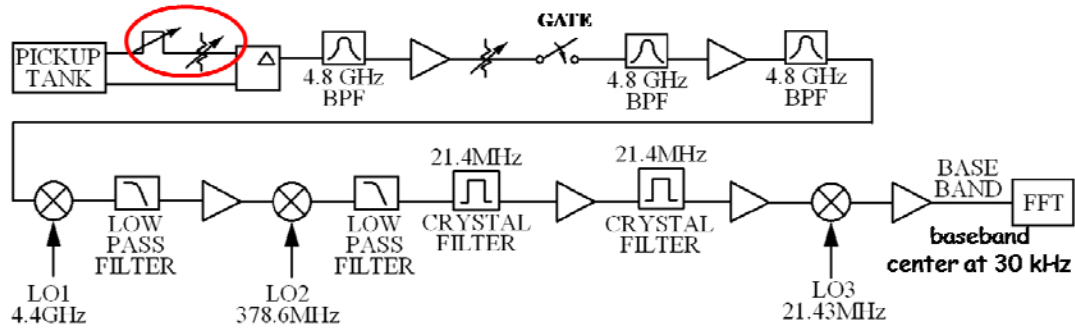 GATE
PICKUP
TANK
Δ
4.8 GHz
BPF
4.8 GHz
BPF
4.8 GHz
BPF
21.4MHz
21.4MHz
BASE
BAND
FFT
LOW
PASS
FILTER
LOW
PASS
FILTER
CRYSTAL
FILTER
CRYSTAL
FILTER
baseband
center at 30 kHz
LO1
4.4GHz
LO2
378.6MHz
LO3
21.43MHz